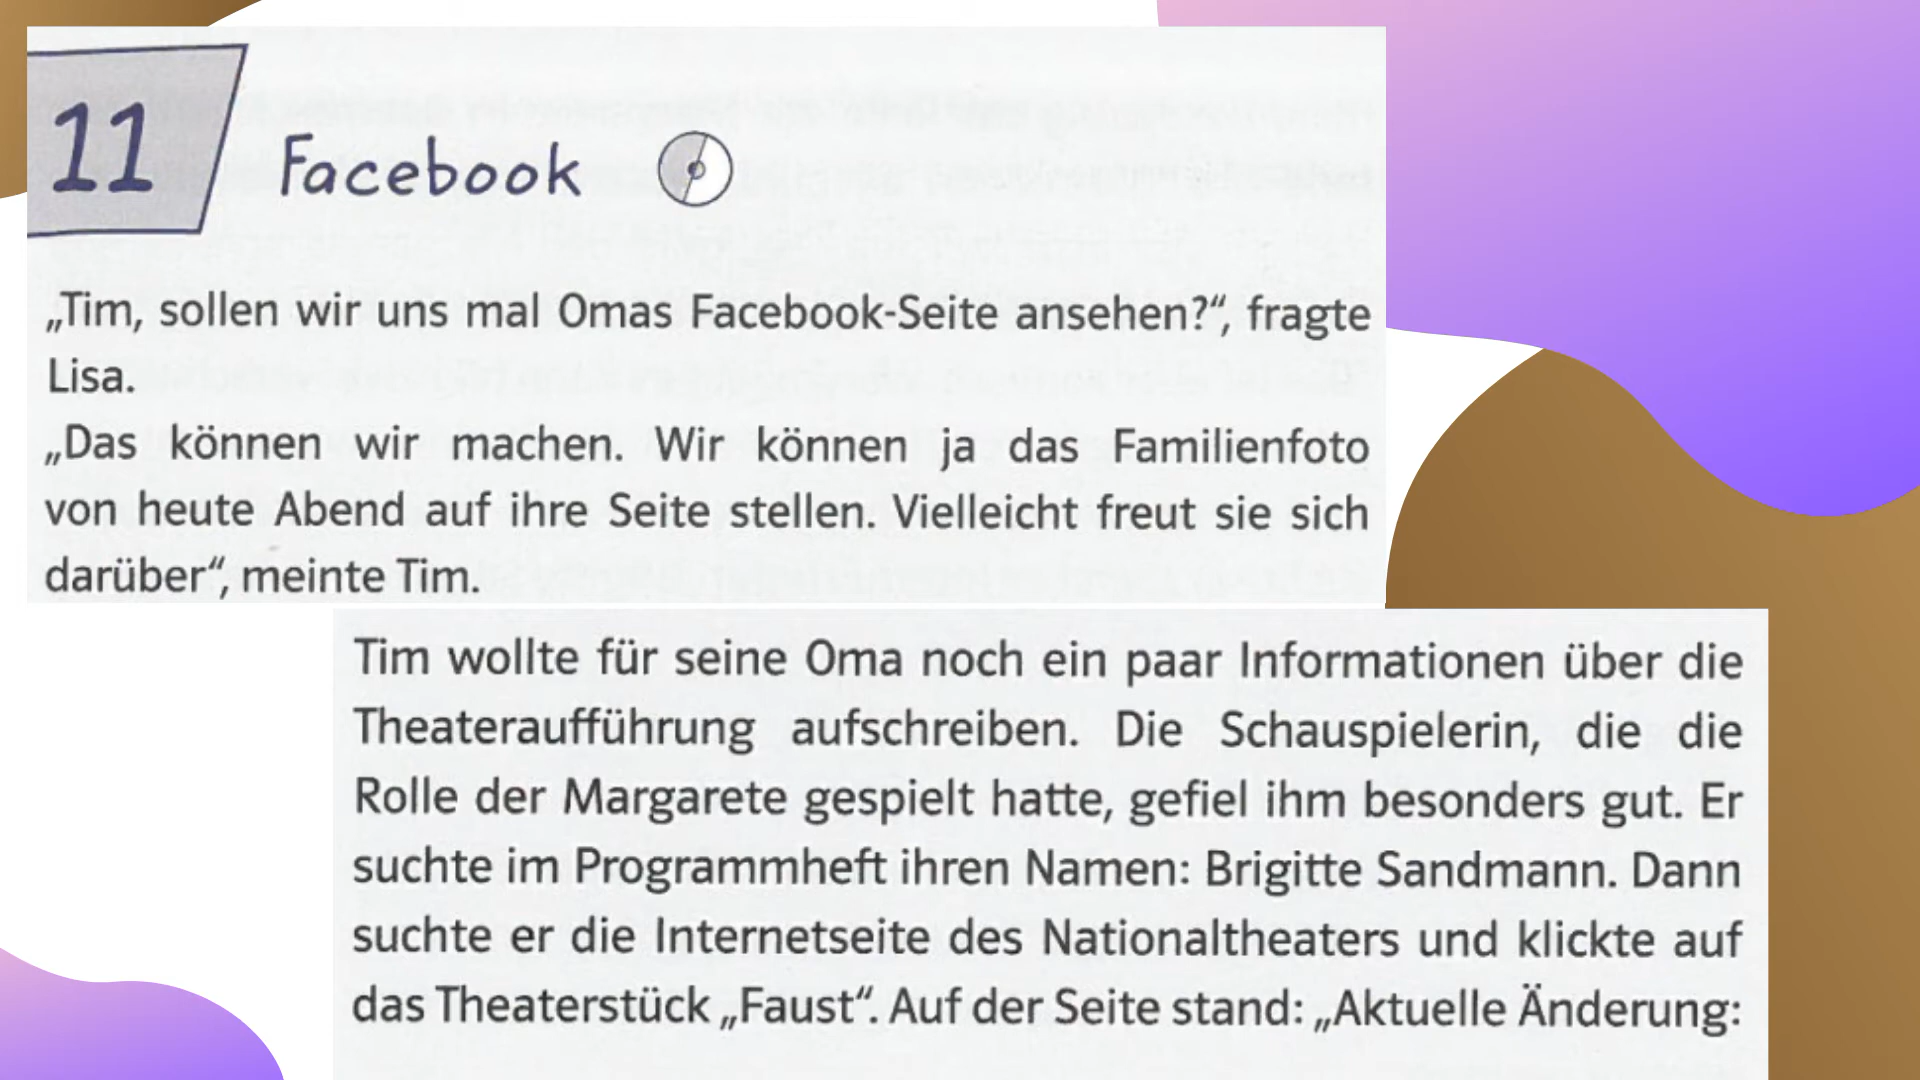 11 Facebook
„Tim, sollen wir uns mal Omas Facebook-Seite ansehen?“, fragte
Lisa.
„Das können wir machen. Wir können ja das Familienfoto
von heute Abend auf ihre Seite stellen. Vielleicht freut sie sich
darüber“, meinte Tim.
Tim wollte für seine Oma noch ein paar Informationen über die
Theateraufführung aufschreiben. Die Schauspielerin, die die
Rolle der Margarete gespielt hatte, gefiel ihm besonders gut. Er
suchte im Programmheft ihren Namen: Brigitte Sandmann. Dann
suchte er die Internetseite des Nationaltheaters und klickte auf
das Theaterstück „Faust“. Auf der Seite stand: „Aktuelle Änderung: